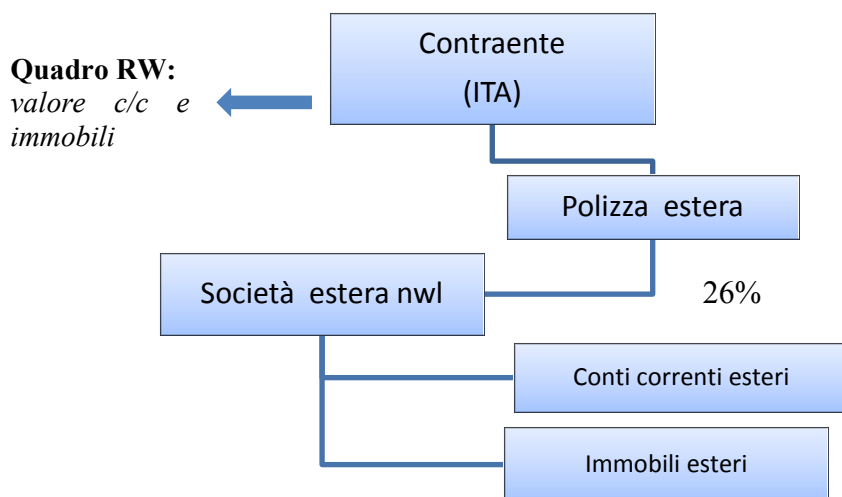 Contraente
(ITA)
Quadro RW:
valore c/c e
immobili
Polizza estera
Società estera nwl
26%
Conti correnti esteri
Immobili esteri